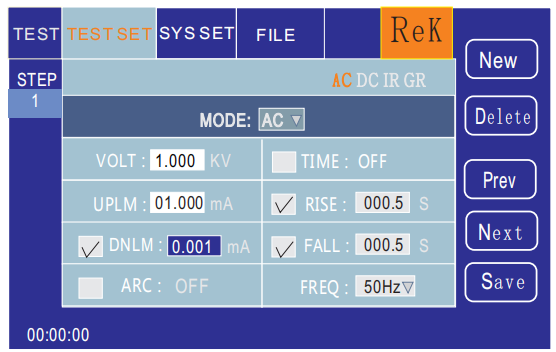 TEST TEST SET SYS SET FILE ReK
STEP
1
AC DC IR GR
MODE: AC
VOLT : 1.000 KV
TIME : OFF
UPLM : 01.000 mA
RISE : 000.5 S
DNLM : 0.001 mA
FALL : 000.5 S
ARC : OFF
FREQ : 50Hz
New
Delete
Prev
Next
Save
00:00:00